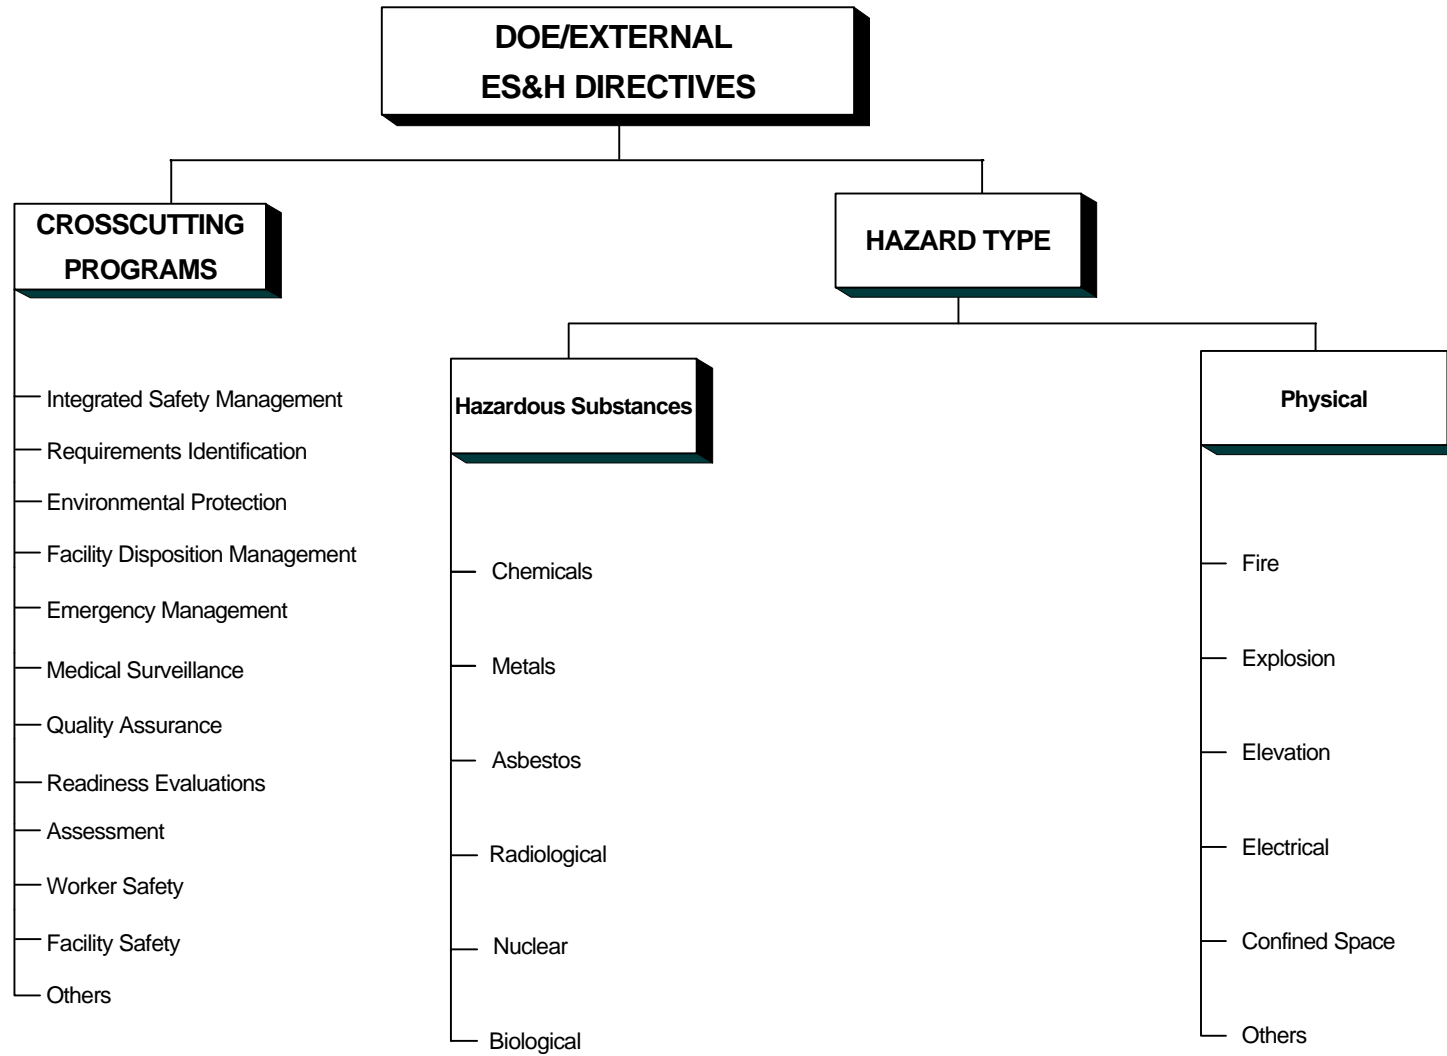 DOE/EXTERNAL
ES&H DIRECTIVES
CROSSCUTTING
PROGRAMS
Integrated Safety Management
Requirements Identification
Environmental Protection
Facility Disposition Management
Emergency Management
Medical Surveillance
Quality Assurance
Readiness Evaluations
Assessment
Worker Safety
Facility Safety
Others
HAZARD TYPE
Hazardous Substances
Chemicals
Metals
Asbestos
Radiological
Nuclear
Biological
Physical
Fire
Explosion
Elevation
Electrical
Confined Space
Others